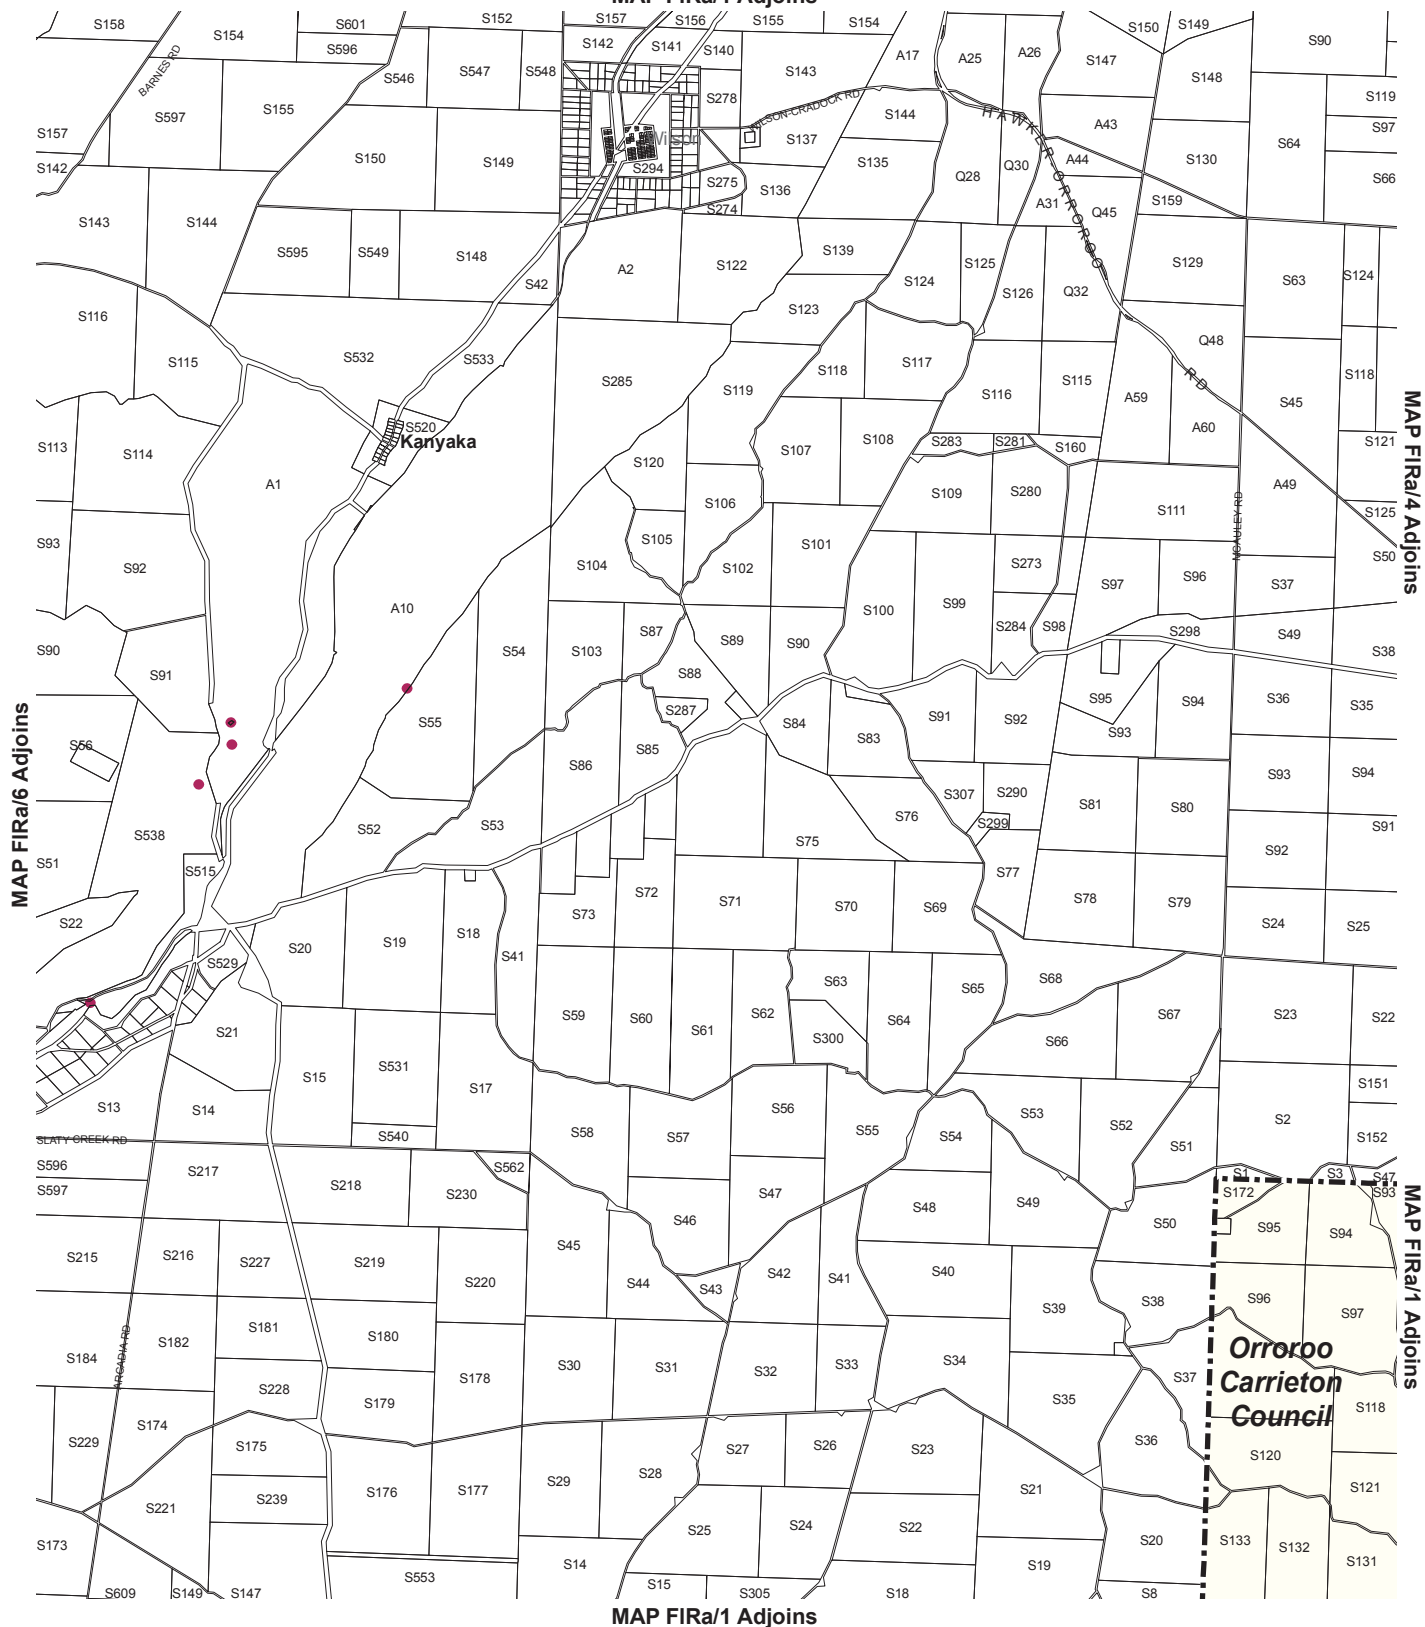 MAP FIRa/4 Adjoins
S158
S154
S601
S152
S157
S156
S155
S154
S150
S149
S90
S596
S142
S141
S140
A17
A25
A26
S147
BARNES RD
S546
S547
S548
S143
S148
S119
S597
S155
S278
WILSON-CRADOCK RD
S144
HAWKER-ORROROO RD
A43
S97
S157
S142
S150
S149
Wilson
S137
S64
S294
S135
Q28
Q30
A44
S130
S66
S275
S136
S274
A31
Q45
S159
S143
S144
S595
S549
S148
S42
A2
S122
S139
S124
S125
S126
Q32
S129
S63
S124
S116
S123
S115
S532
S533
S285
S118
S117
Q48
S118
S119
S116
S115
A59
S45
A60
S520
Kanyaka
S113
S114
S107
S108
S283
S281
S160
S121
S120
A1
S106
S109
S280
S111
MCAULEY RD
A49
S125
MAP FIRa/4 Adjoins
S93
S92
S105
S101
S50
S104
S102
S273
S97
S96
S37
A10
S100
S99
S284
S98
S298
S49
S38
S90
S91
S54
S103
S87
S89
S90
S88
S287
S55
S84
S83
S91
S92
S95
S94
S93
S36
S35
MAP FIRa/6 Adjoins
S56
S86
S85
S93
S94
S307
S290
S81
S80
S538
S52
S53
S76
S299
S75
S91
S51
S515
S92
S77
S22
S72
S73
S71
S70
S69
S78
S79
S24
S25
S20
S19
S18
S41
S529
S68
S63
S65
S21
S59
S60
S61
S62
S64
S300
S67
S66
S23
S22
S15
S531
S17
S151
S13
S14
S56
S53
S52
S2
S58
S57
S55
S54
S51
S152
SLATY CREEK RD
S540
S596
S217
S562
S1
S3
S47
S597
S218
S230
S47
S48
S49
S172
S93
S46
S50
S95
S94
MAP FIRa/1 Adjoins
S215
S216
S227
S219
S220
S45
S44
S43
S42
S41
S40
S39
S38
S96
S97
S181
S180
S182
S184
ARCADIA RD
S30
S31
S32
S33
S34
S37
Orroroo
Carrieton
Council
S178
S228
S179
S35
S118
S174
S229
S175
S27
S26
S23
S36
S120
S28
S29
S239
S176
S177
S21
S121
S221
S25
S24
S22
S173
S20
S133
S132
S131
S14
S19
S553
S15
S609
S149
S147
S305
S18
S8
MAP FIRa/1 Adjoins